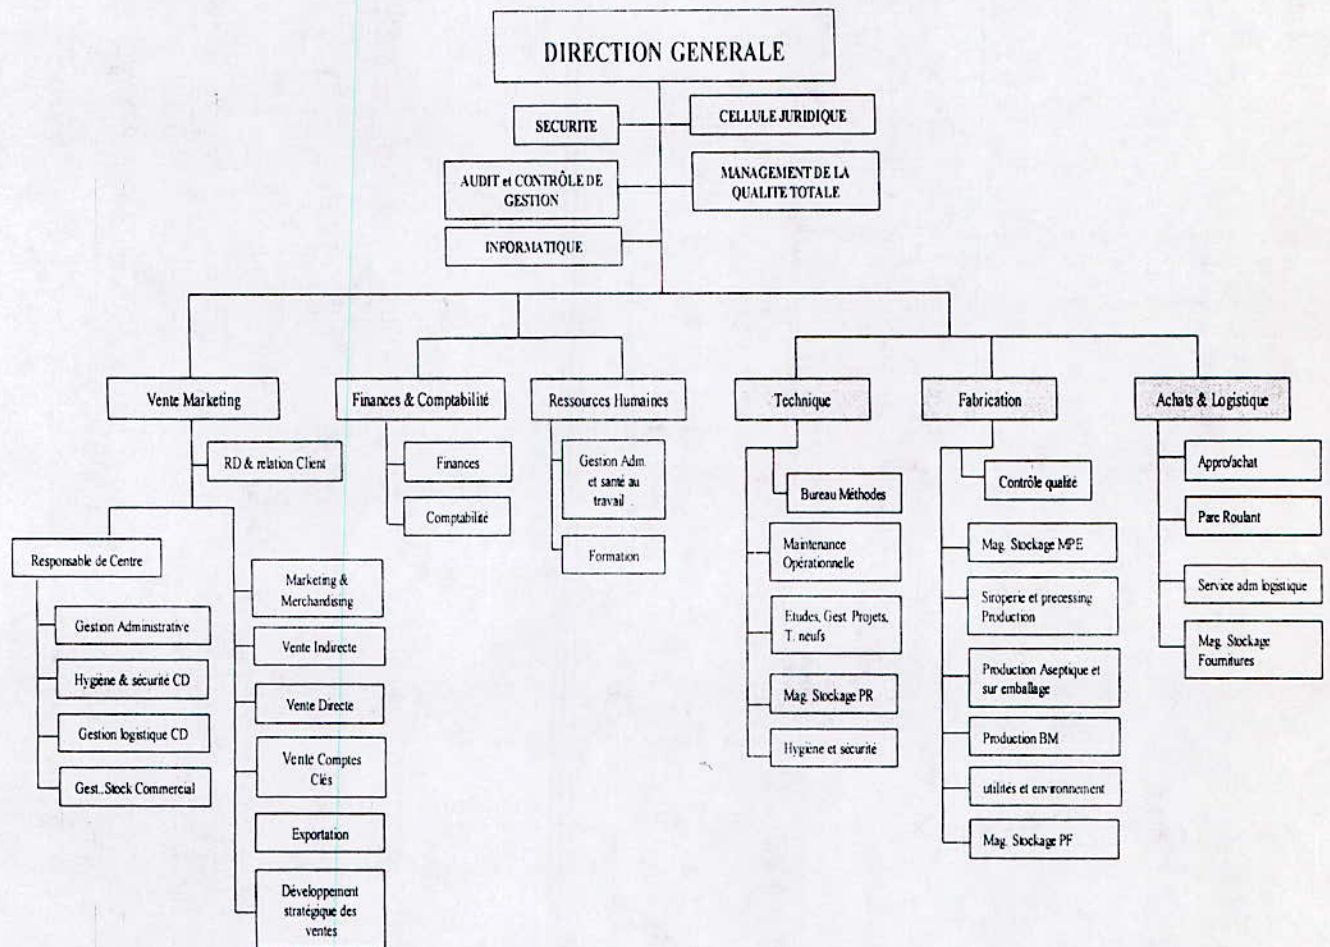 DIRECTION GENERALE
SECURITE
CELLULE JURIDIQUE
AUDIT et CONTRÔLE DE
GESTION
MANAGEMENT DE LA
QUALITE TOTALE
INFORMATIQUE
Vente Marketing
Finances & Comptabilité
Ressources Humaines
Technique
Fabrication
Achats & Logistique
RD & relation Client
Responsable de Centre
Gestion Administrative
Hygiène & sécurité CD
Gestion logistique CD
Gest..Stock Commercial
Marketing &
Merchandising
Vente Indirecte
Vente Directe
Vente Comptes
Clés
Exportation
Développement
stratégique des
ventes
Finances
Comptabilité
Gestion Adm.
et santé au
travail
Formation
Bureau Méthodes
Maintenance
Opérationnelle
Etudes, Gest. Projets,
T. neufs
Mag. Stockage PR
Hygiène et sécurité
Contrôle qualité
Mag. Stockage MPE
Siroperie et precessing
Production
Production Aseptique et
sur emballage
Production BM
utilités et environnement
Mag. Stockage PF
Appro/achat
Parc Roulant
Service adm logistique
Mag. Stockage
Fournitures